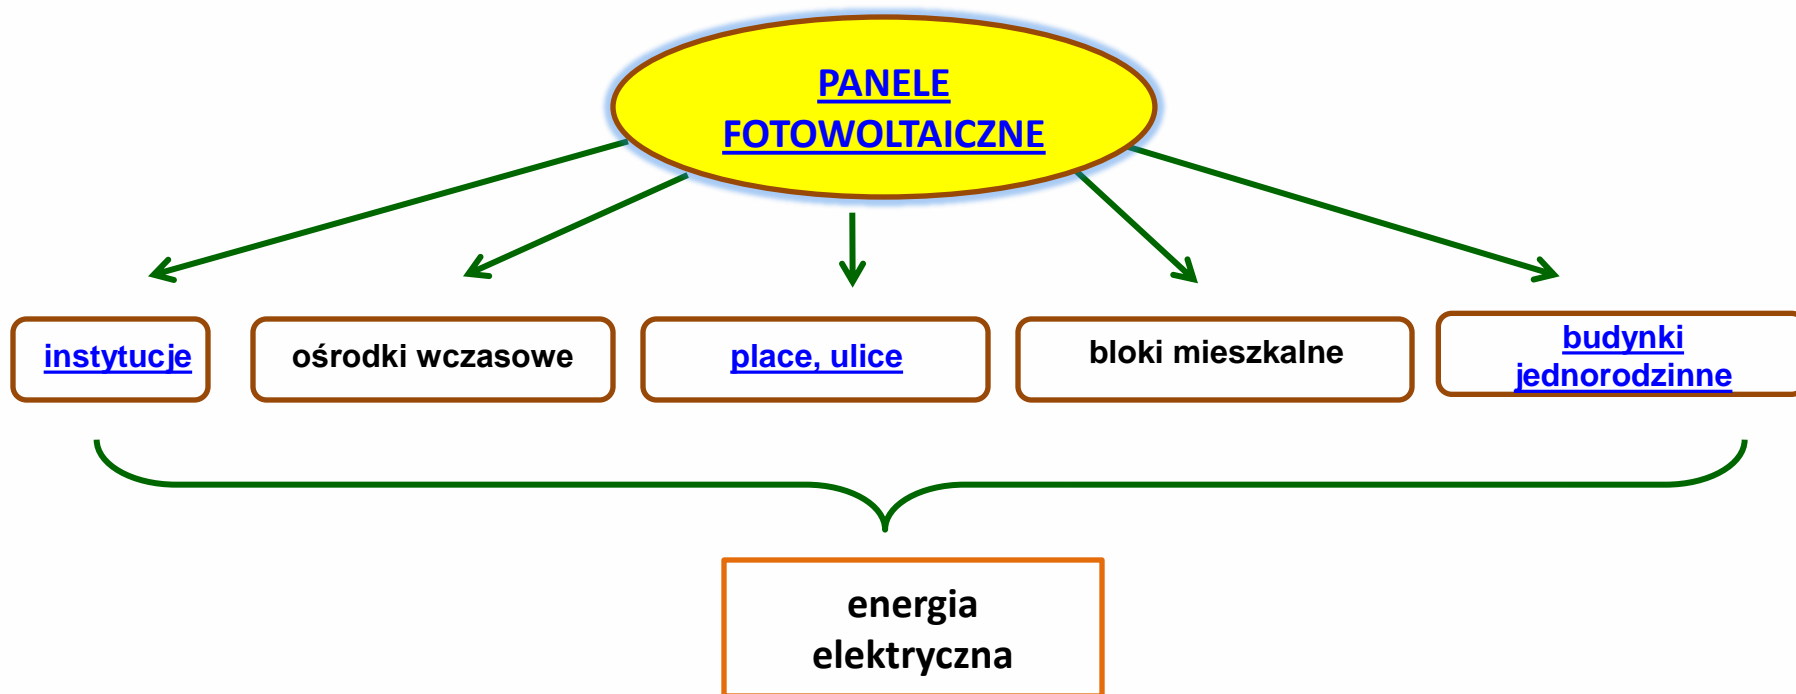 PANELE
FOTOWOLTAICZNE
instytucje
ośrodki wczasowe
place, ulice
bloki mieszkalne
budynki
jednorodzinne
energia
elektryczna